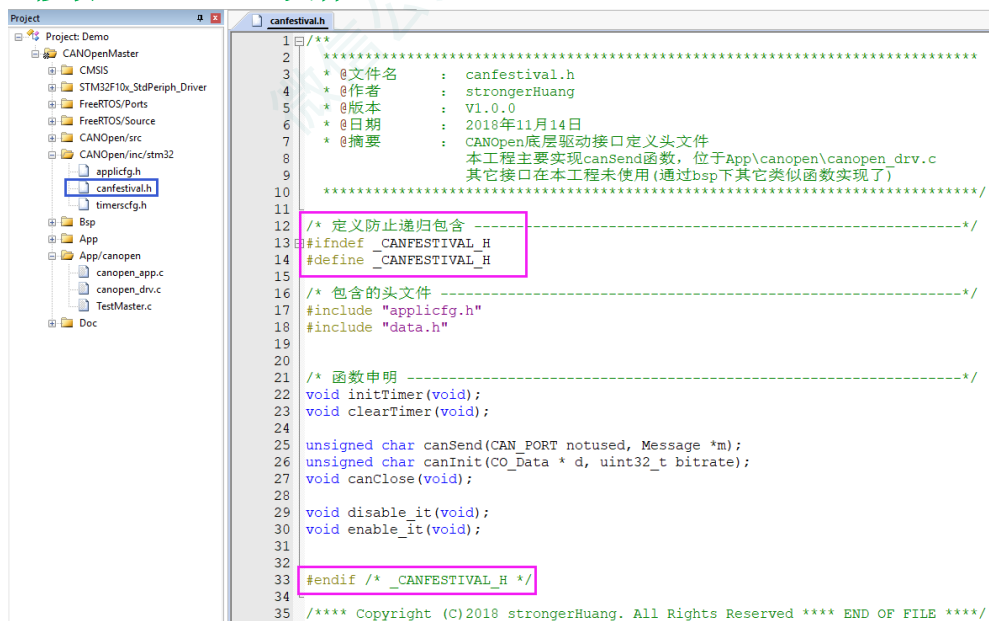 Project
Project: Demo
CANOpenMaster
CMSIS
STM32F10x_StdPeriph_Driver
FreeRTOS/Ports
FreeRTOS/Source
CANOpen/src
CANOpen/inc/stm32
applicfg.h
canfestival.h
timerscfg.h
Bsp
App
App/canopen
canopen_app.c
canopen_drv.c
TestMaster.c
Doc
canfestival.h
1 /**
2 ******************************************************************************
3 * @文件名 : canfestival.h
4 * @作者 : strongerHuang
5 * @版本 : V1.0.0
6 * @日期 : 2018年11月14日
7 * @摘要 : CANOpen底层驱动接口定义头文件
8 本工程主要实现canSend函数，位于App\canopen\canopen_drv.c
9 其它接口在本工程未使用(通过bsp下其它类似函数实现了)
10 ******************************************************************************/
11
12 /* 定义防止递归包含 ----------------------------------------------------------*/
13 #ifndef _CANFESTIVAL_H
14 #define _CANFESTIVAL_H
15
16 /* 包含的头文件 --------------------------------------------------------------*/
17 #include "applicfg.h"
18 #include "data.h"
19
20
21 /* 函数申明 ------------------------------------------------------------------*/
22 void initTimer(void);
23 void clearTimer(void);
24
25 unsigned char canSend(CAN_PORT notused, Message *m);
26 unsigned char canInit(CO_Data * d, uint32_t bitrate);
27 void canClose(void);
28
29 void disable_it(void);
30 void enable_it(void);
31
32
33 #endif /* _CANFESTIVAL_H */
34
35 /**** Copyright (C)2018 strongerHuang. All Rights Reserved **** END OF FILE ****/